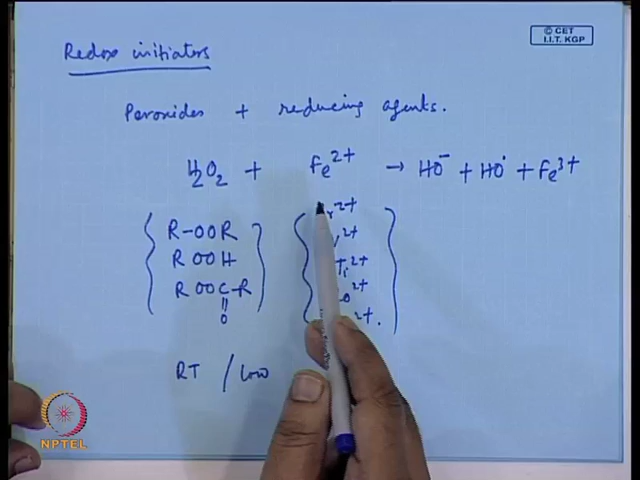 © CET
I.I.T. KGP
Redox initiators
Peroxides + reducing agents.
H2O2 + Fe2+ → HO- + HO• + Fe3+
R-OOR
ROOH
ROOC-R
O
RT / Low
NPTEL